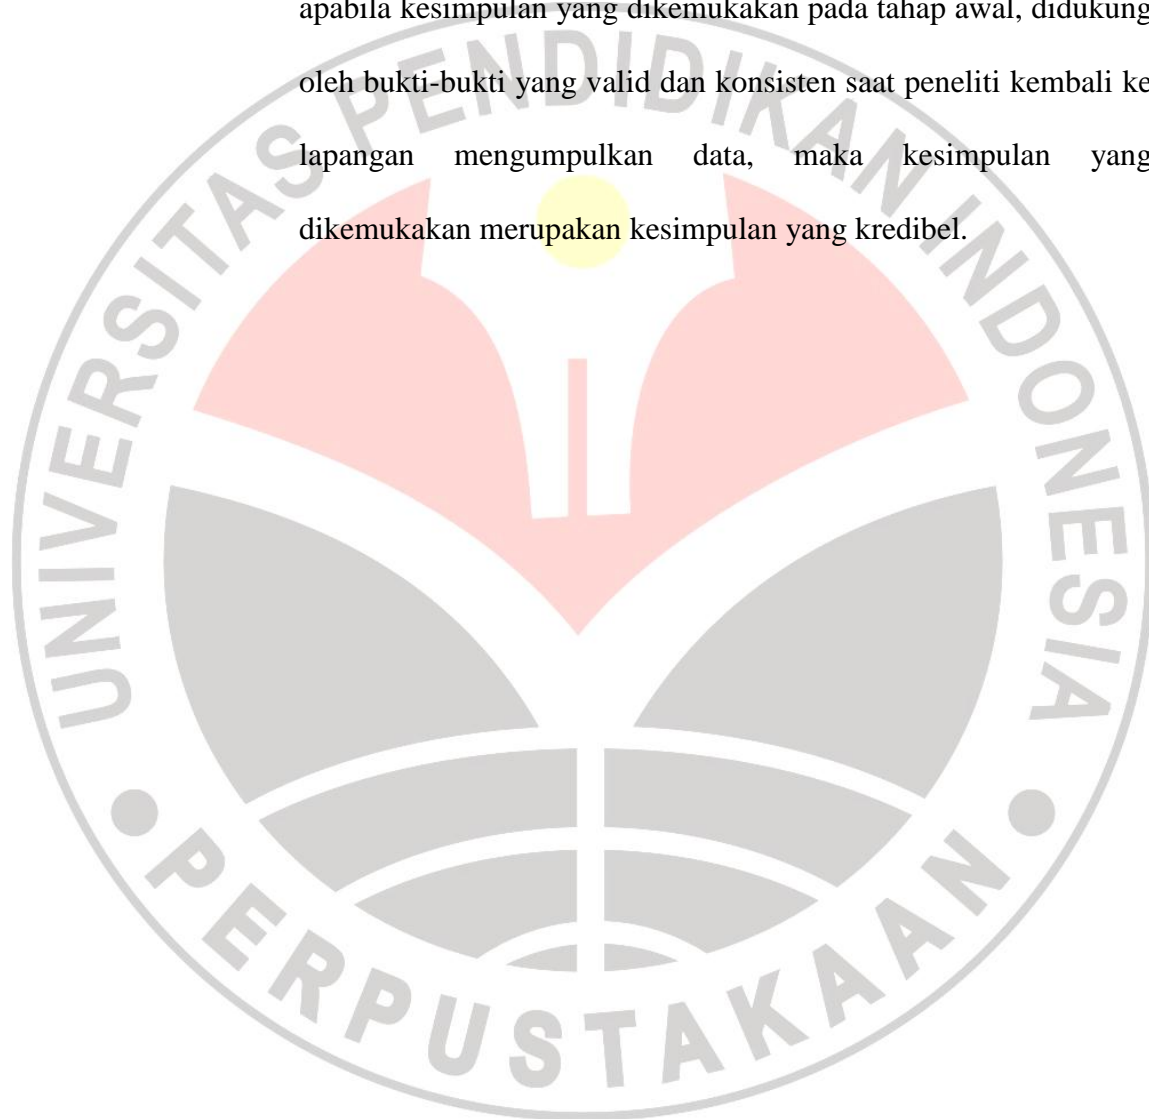 apabila kesimpulan yang dikemukakan pada tahap awal, didukung
oleh bukti-bukti yang valid dan konsisten saat peneliti kembali ke
lapangan mengumpulkan data, maka kesimpulan yang
dikemukakan merupakan kesimpulan yang kredibel.
UNIVERSITAS PENDIDIKAN INDONESIA
PERPUSTAKAAN